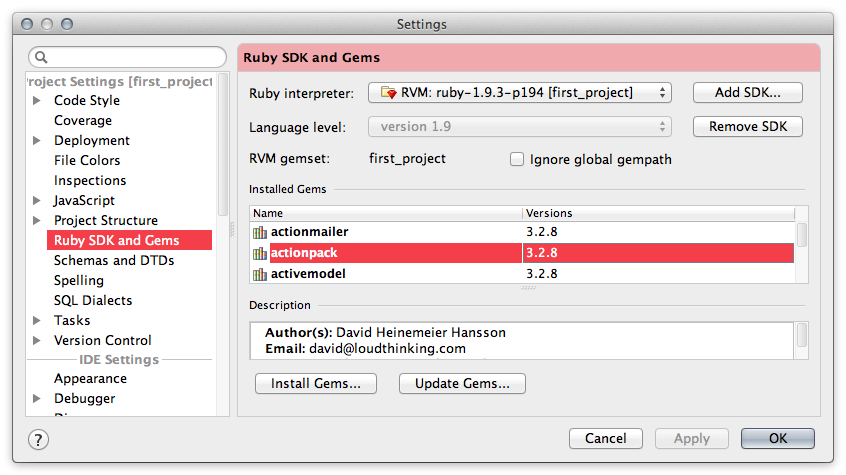 Settings
Project Settings [first_project
Code Style
Coverage
Deployment
File Colors
Inspections
JavaScript
Project Structure
Ruby SDK and Gems
Schemas and DTDs
Spelling
SQL Dialects
Tasks
Version Control
IDE Settings
Appearance
Debugger
Ruby SDK and Gems
Ruby interpreter: RVM: ruby-1.9.3-p194 [first_project] Add SDK...
Language level: version 1.9 Remove SDK
RVM gemset: first_project Ignore global gempath
Installed Gems
Name Versions
actionmailer 3.2.8
actionpack 3.2.8
activemodel 3.2.8
Description
Author(s): David Heinemeier Hansson
Email: david@loudthinking.com
Install Gems... Update Gems...
? Cancel Apply OK